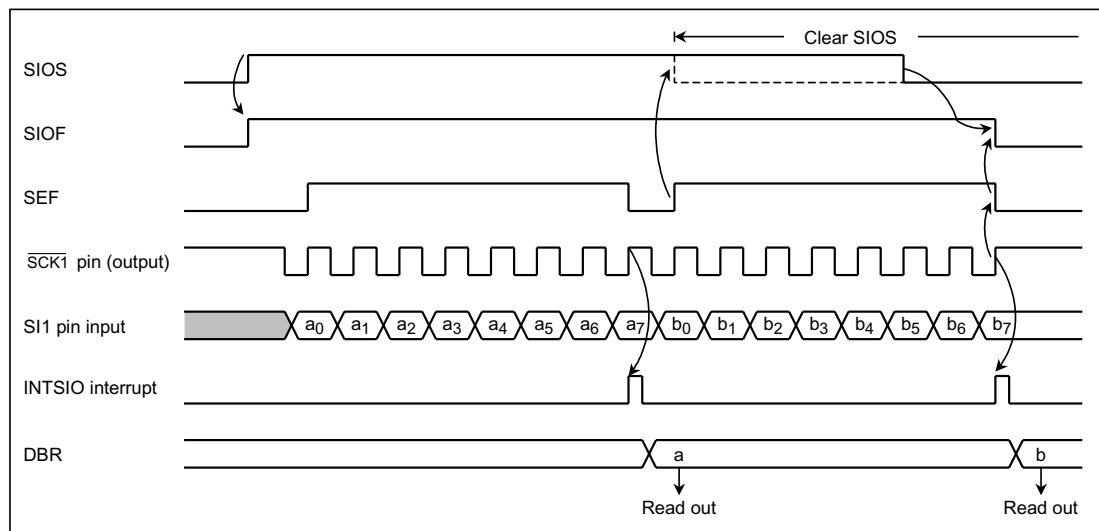 Clear SIOS
SIOS
SIOF
SEF
SCK1 pin (output)
SI1 pin input a0 a1 a2 a3 a4 a5 a6 a7 b0 b1 b2 b3 b4 b5 b6 b7
INTSIO interrupt
DBR a b
Read out Read out